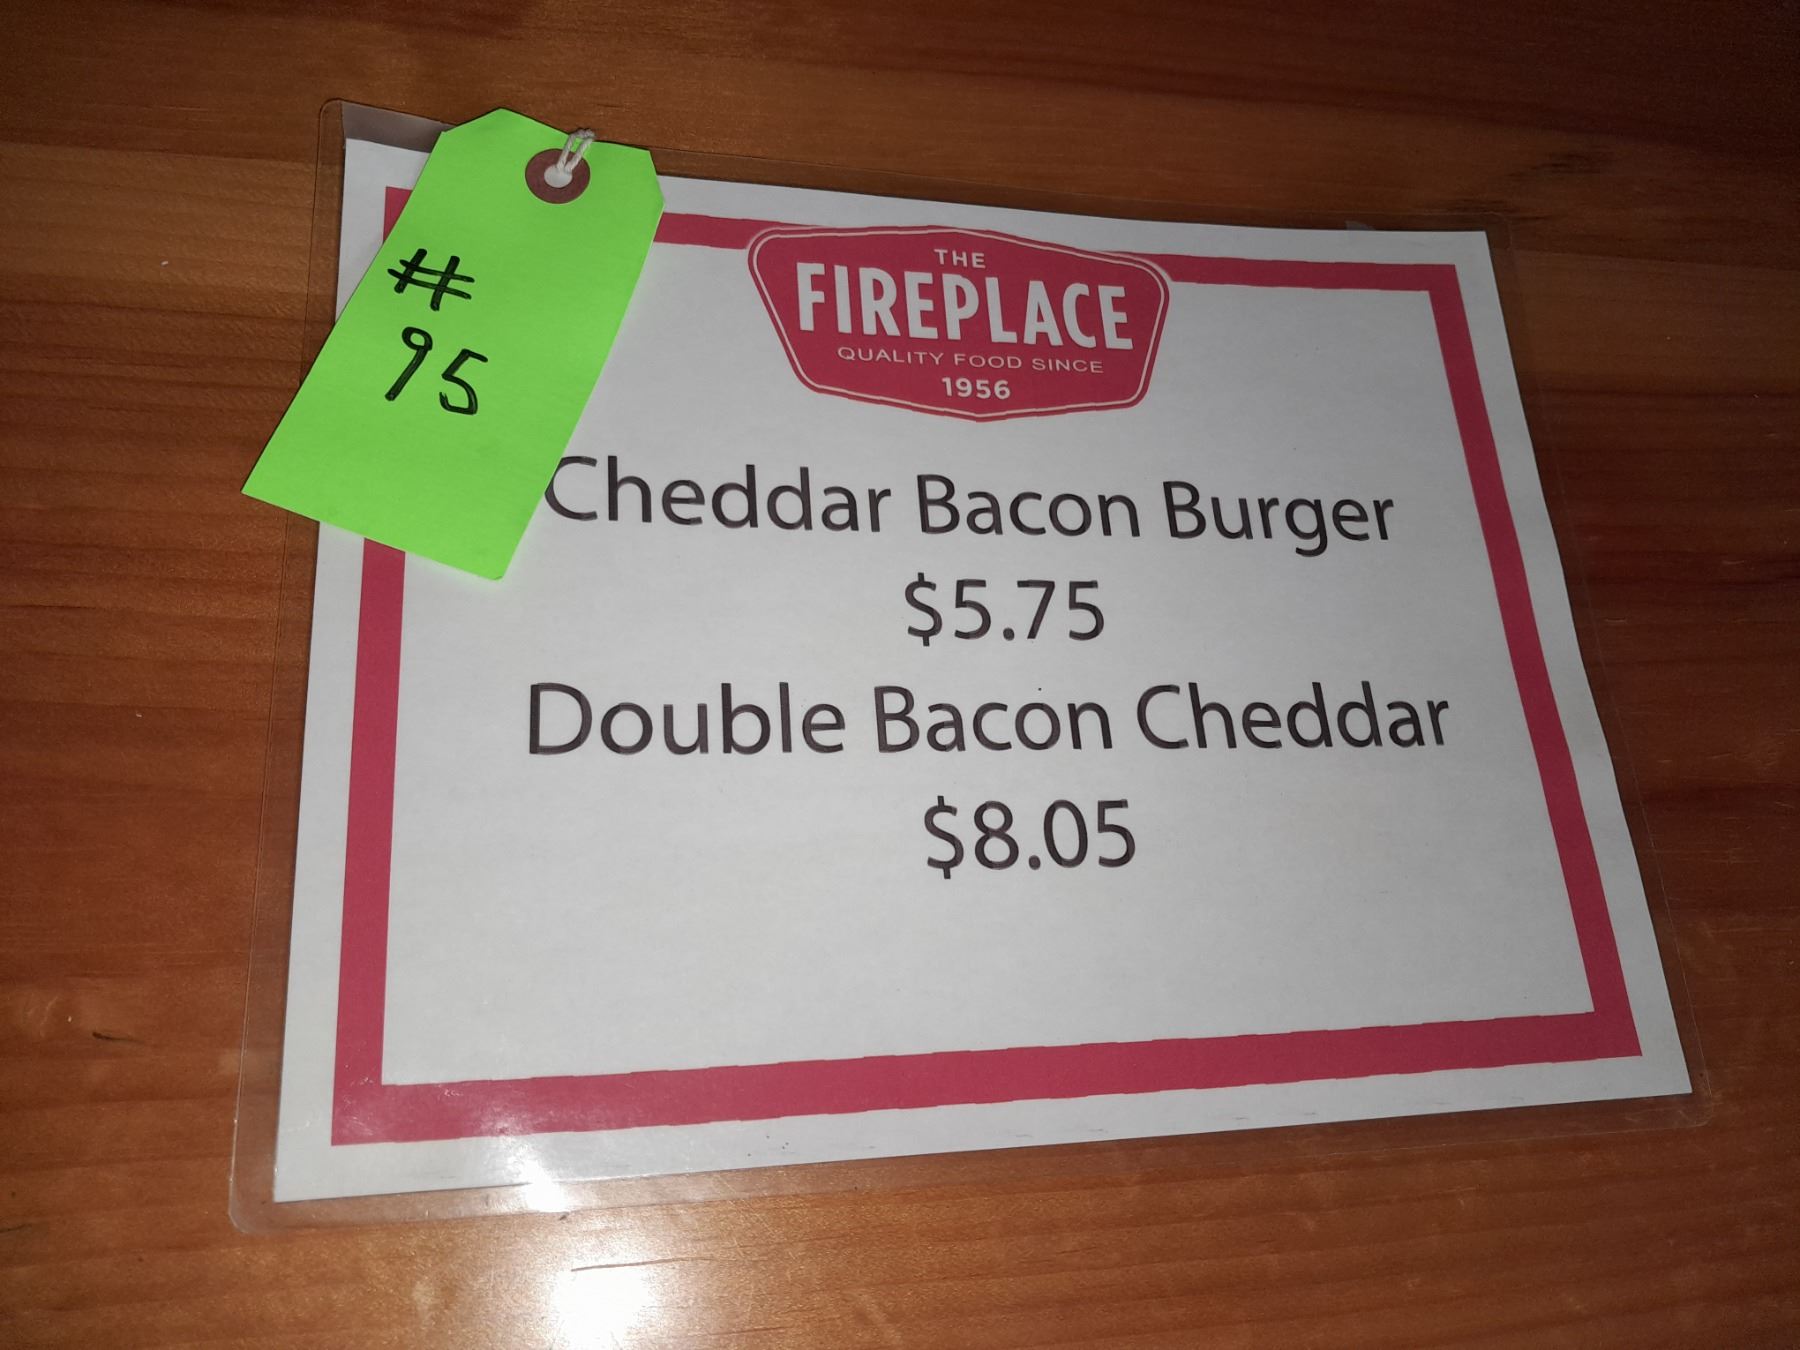 #
95
THE
FIREPLACE
QUALITY FOOD SINCE
1956
Cheddar Bacon Burger
$5.75
Double Bacon Cheddar
$8.05